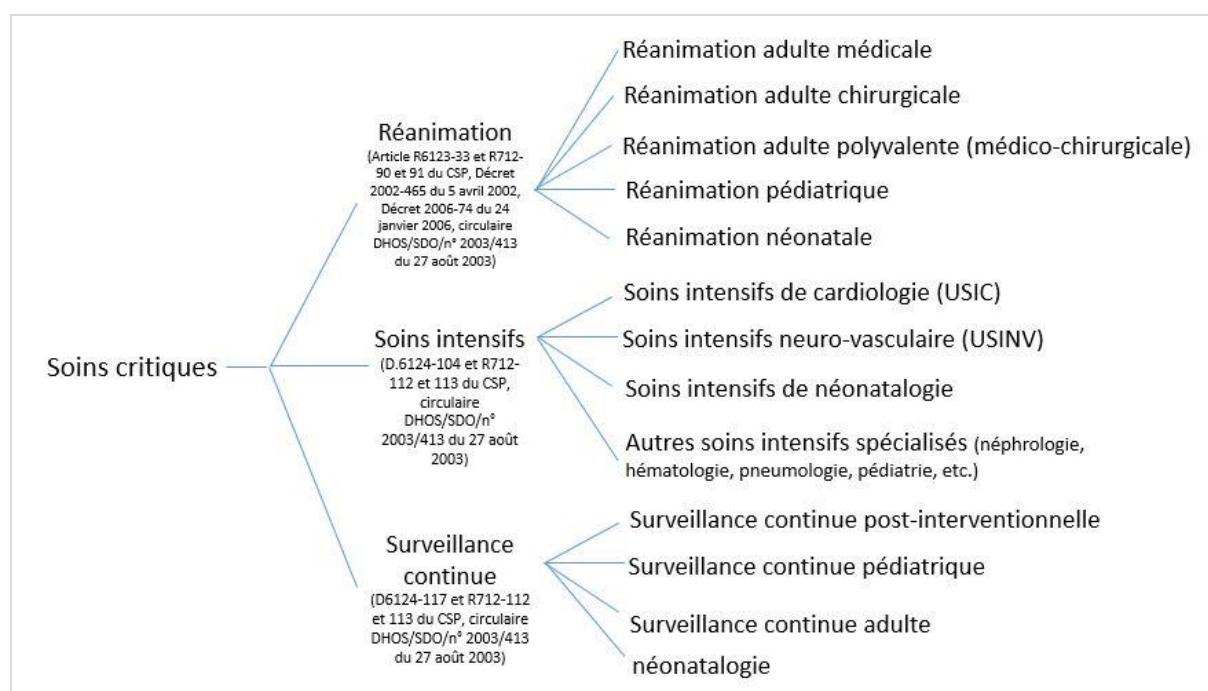 Soins critiques
Réanimation
(Article R6123-33 et R712-
90 et 91 du CSP, Décret
2002-465 du 5 avril 2002,
Décret 2006-74 du 24
janvier 2006, circulaire
DHOS/SDO/n° 2003/413
du 27 août 2003)
Réanimation adulte médicale
Réanimation adulte chirurgicale
Réanimation adulte polyvalente (médico-chirurgicale)
Réanimation pédiatrique
Réanimation néonatale
Soins intensifs
(D.6124-104 et R712-
112 et 113 du CSP,
circulaire
DHOS/SDO/n°
2003/413 du 27 août
2003)
Soins intensifs de cardiologie (USIC)
Soins intensifs neuro-vasculaire (USINV)
Soins intensifs de néonatalogie
Autres soins intensifs spécialisés (néphrologie,
hématologie, pneumologie, pédiatrie, etc.)
Surveillance
continue
(D6124-117 et R712-112
et 113 du CSP, circulaire
DHOS/SDO/n° 2003/413
du 27 août 2003)
Surveillance continue post-interventionnelle
Surveillance continue pédiatrique
Surveillance continue adulte
néonatalogie